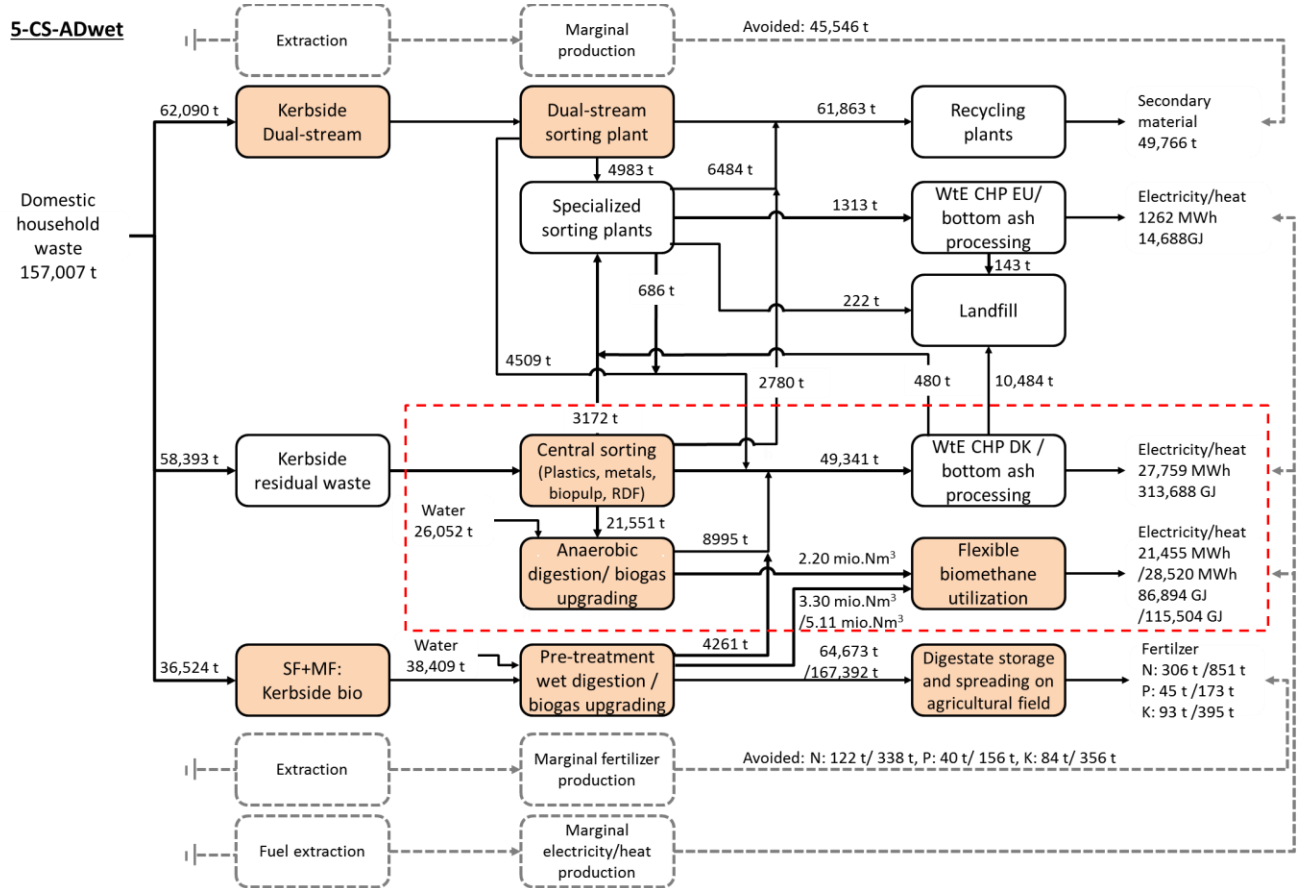 5-CS-ADwet
Extraction
Marginal
production
Avoided: 45,546 t
62,090 t
Kerbside
Dual-stream
Dual-stream
sorting plant
61,863 t
Recycling
plants
Secondary
material
49,766 t
4983 t
6484 t
Domestic
household
waste
157,007 t
Specialized
sorting plants
1313 t
WtE CHP EU/
bottom ash
processing
Electricity/heat
1262 MWh
14,688GJ
143 t
686 t
222 t
Landfill
4509 t
2780 t
480 t
10,484 t
3172 t
58,393 t
Kerbside
residual waste
Central sorting
(Plastics, metals,
biopulp, RDF)
49,341 t
WtE CHP DK /
bottom ash
processing
Electricity/heat
27,759 MWh
313,688 GJ
Water
26,052 t
21,551 t
8995 t
Anaerobic
digestion/ biogas
upgrading
2.20 mio.Nm³
Flexible
biomethane
utilization
Electricity/heat
21,455 MWh
/28,520 MWh
86,894 GJ
/115,504 GJ
3.30 mio.Nm³
/5.11 mio.Nm³
36,524 t
SF+MF:
Kerbside bio
Water
38,409 t
4261 t
Pre-treatment
wet digestion /
biogas upgrading
64,673 t
/167,392 t
Digestate storage
and spreading on
agricultural field
Fertilzer
N: 306 t /851 t
P: 45 t /173 t
K: 93 t /395 t
Extraction
Marginal fertilizer
production
Avoided: N: 122 t/ 338 t, P: 40 t/ 156 t, K: 84 t/ 356 t
Fuel extraction
Marginal
electricity/heat
production